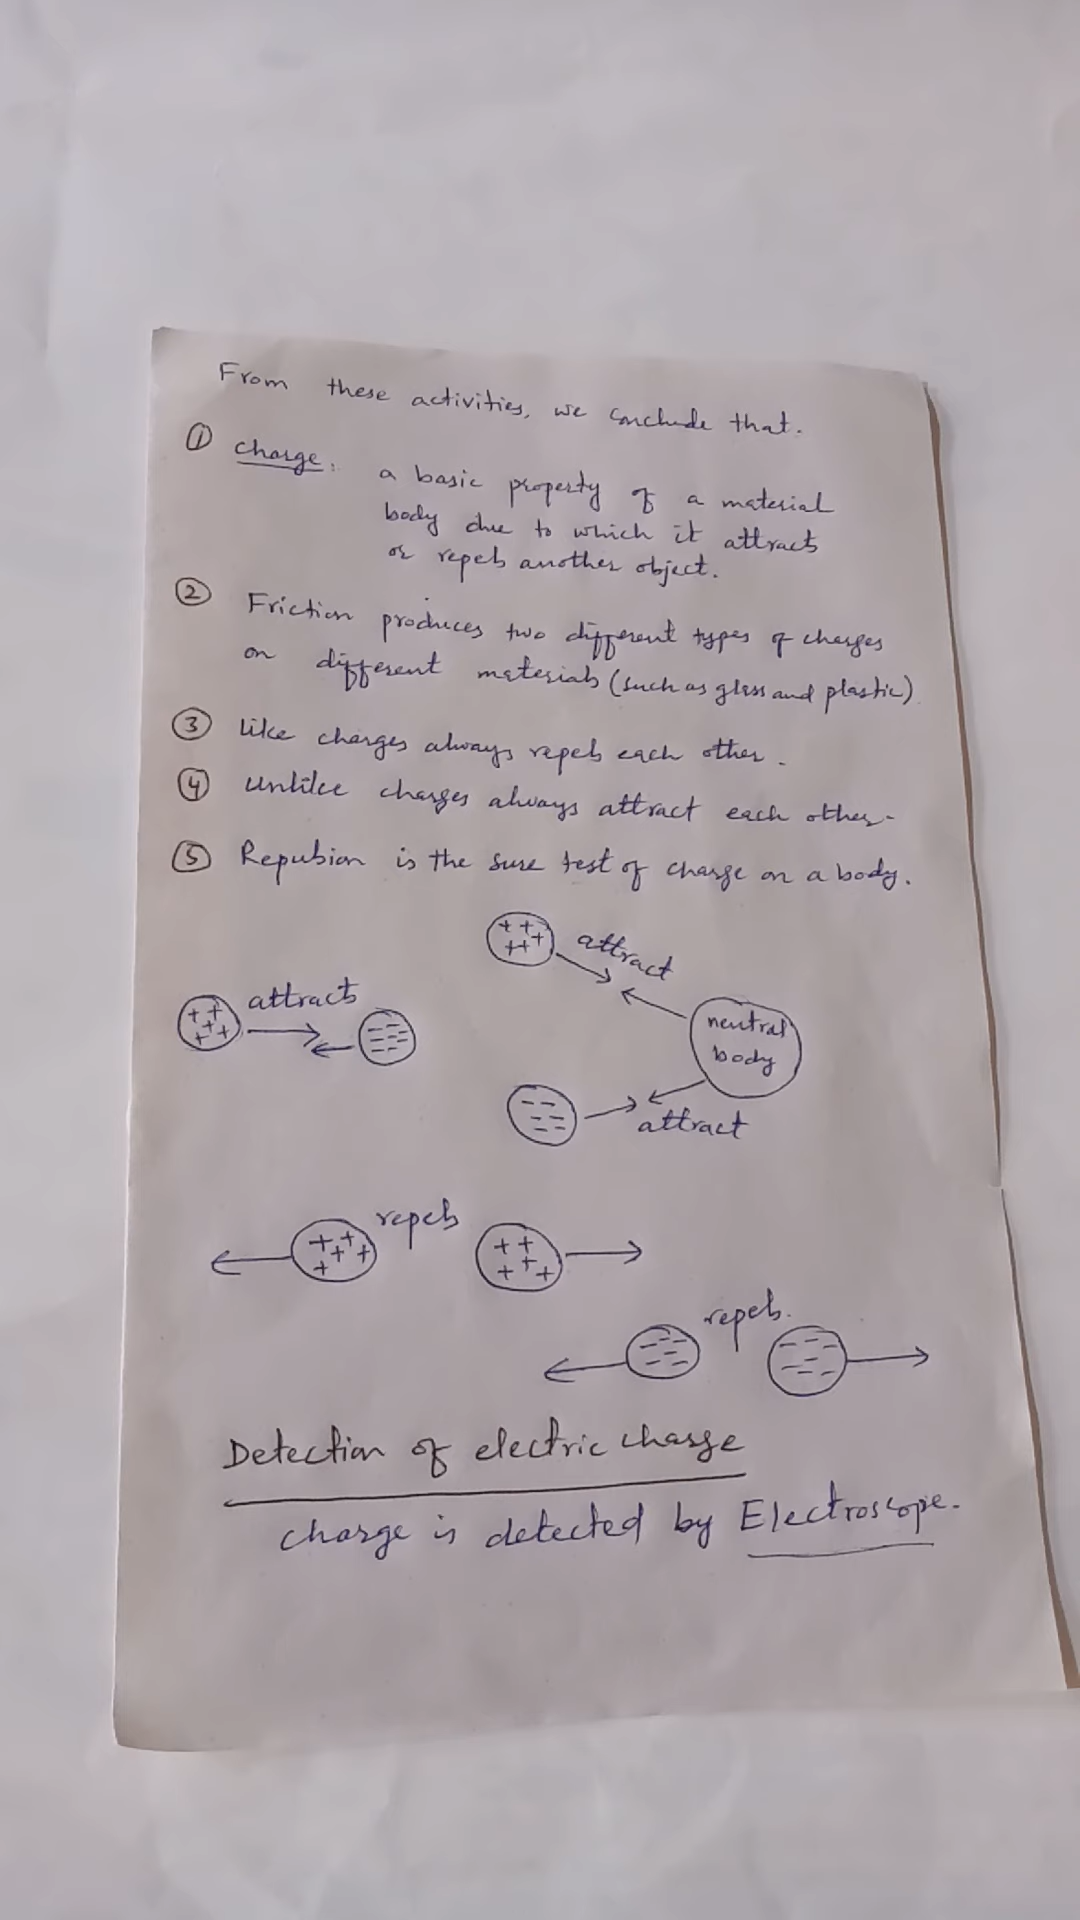 From these activities, we conclude that.
① charge: a basic property of a material
body due to which it attracts
or repels another object.
② Friction produces two different types of charges
on different materials (such as glass and plastic).
③ Like charges always repels each other.
④ unlike charges always attract each other.
⑤ Repulsion is the sure test of charge on a body.
++
+++
attract
attracts
++
+
++
neutral
body
attract
repels
++
+++
++
+
++
repels.
Detection of electric charge
charge is detected by Electroscope.